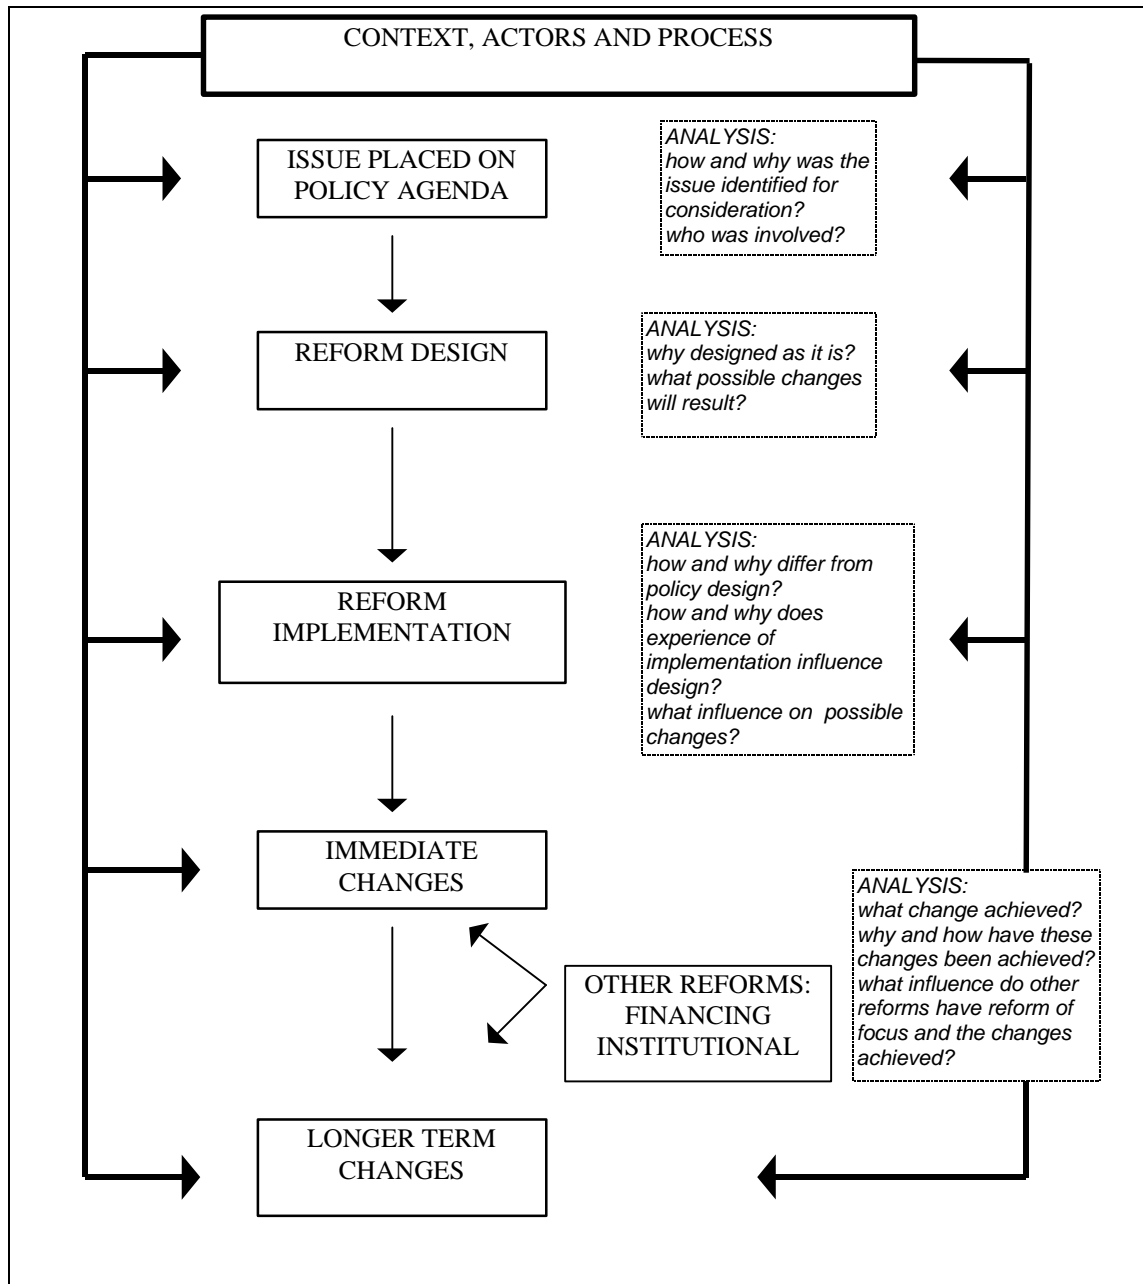 CONTEXT, ACTORS AND PROCESS
ISSUE PLACED ON
POLICY AGENDA
ANALYSIS:
how and why was the
issue identified for
consideration?
who was involved?
REFORM DESIGN
ANALYSIS:
why designed as it is?
what possible changes
will result?
REFORM
IMPLEMENTATION
ANALYSIS:
how and why differ from
policy design?
how and why does
experience of
implementation influence
design?
what influence on possible
changes?
IMMEDIATE
CHANGES
OTHER REFORMS:
FINANCING
INSTITUTIONAL
ANALYSIS:
what change achieved?
why and how have these
changes been achieved?
what influence do other
reforms have reform of
focus and the changes
achieved?
LONGER TERM
CHANGES